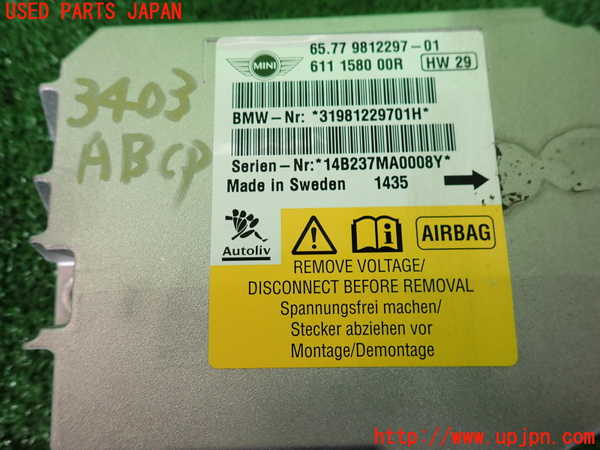 USED PARTS JAPAN
MINI
65.77 9812297-01
611 1580 00R
HW 29
BMW-Nr: *31981229701H*
Serien-Nr:*14B237MA0008Y*
Made in Sweden 1435
3403
ABCP
Autoliv
AIRBAG
REMOVE VOLTAGE/
DISCONNECT BEFORE REMOVAL
Spannungsfrei machen/
Stecker abziehen vor
Montage/Demontage
http://www.upjpn.com/